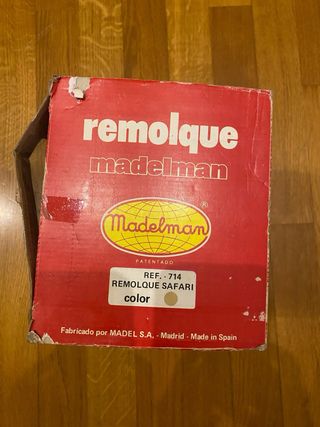 remolque
madelman
Madelman ®
PATENTADO
REF. - 714
REMOLQUE SAFARI
color
Fabricado por MADEL S.A. - Madrid - Made in Spain